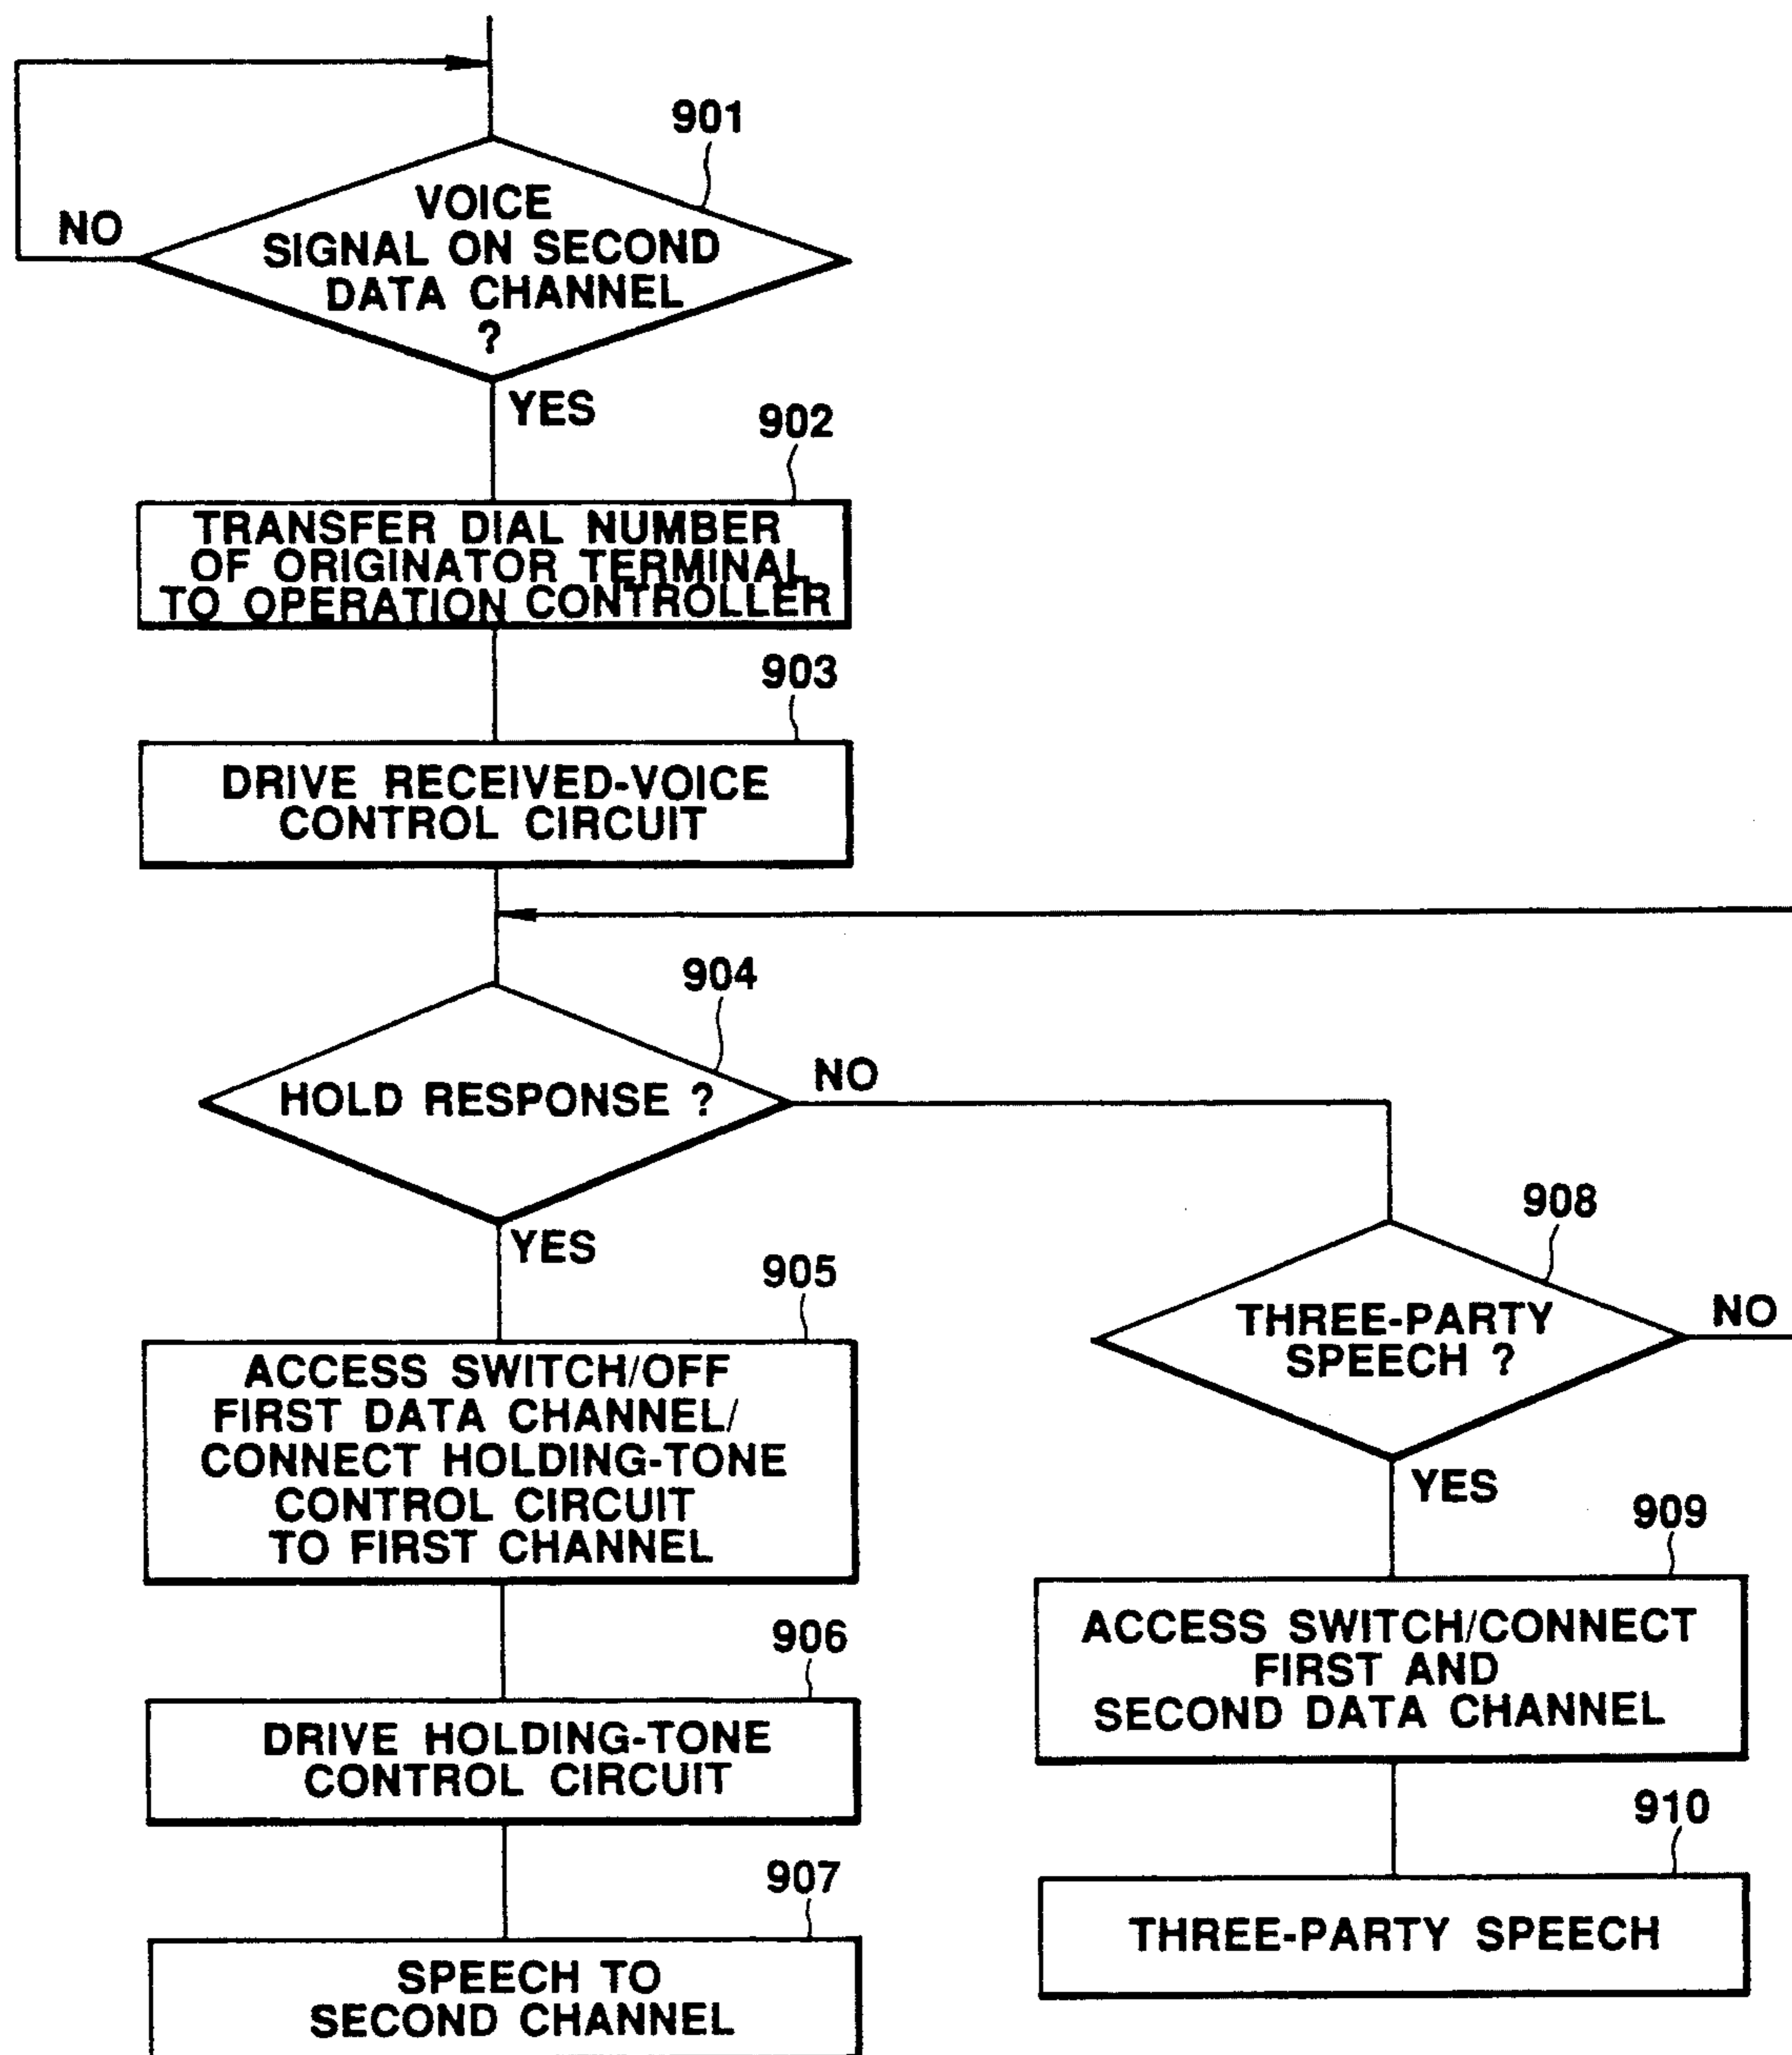 901
VOICE
SIGNAL ON SECOND
DATA CHANNEL
?
NO
YES
902
TRANSFER DIAL NUMBER
OF ORIGINATOR TERMINAL
TO OPERATION CONTROLLER
903
DRIVE RECEIVED-VOICE
CONTROL CIRCUIT
904
HOLD RESPONSE ?
NO
YES
905
ACCESS SWITCH/OFF
FIRST DATA CHANNEL/
CONNECT HOLDING-TONE
CONTROL CIRCUIT
TO FIRST CHANNEL
906
DRIVE HOLDING-TONE
CONTROL CIRCUIT
907
SPEECH TO
SECOND CHANNEL
908
THREE-PARTY
SPEECH ?
NO
YES
909
ACCESS SWITCH/CONNECT
FIRST AND
SECOND DATA CHANNEL
910
THREE-PARTY SPEECH